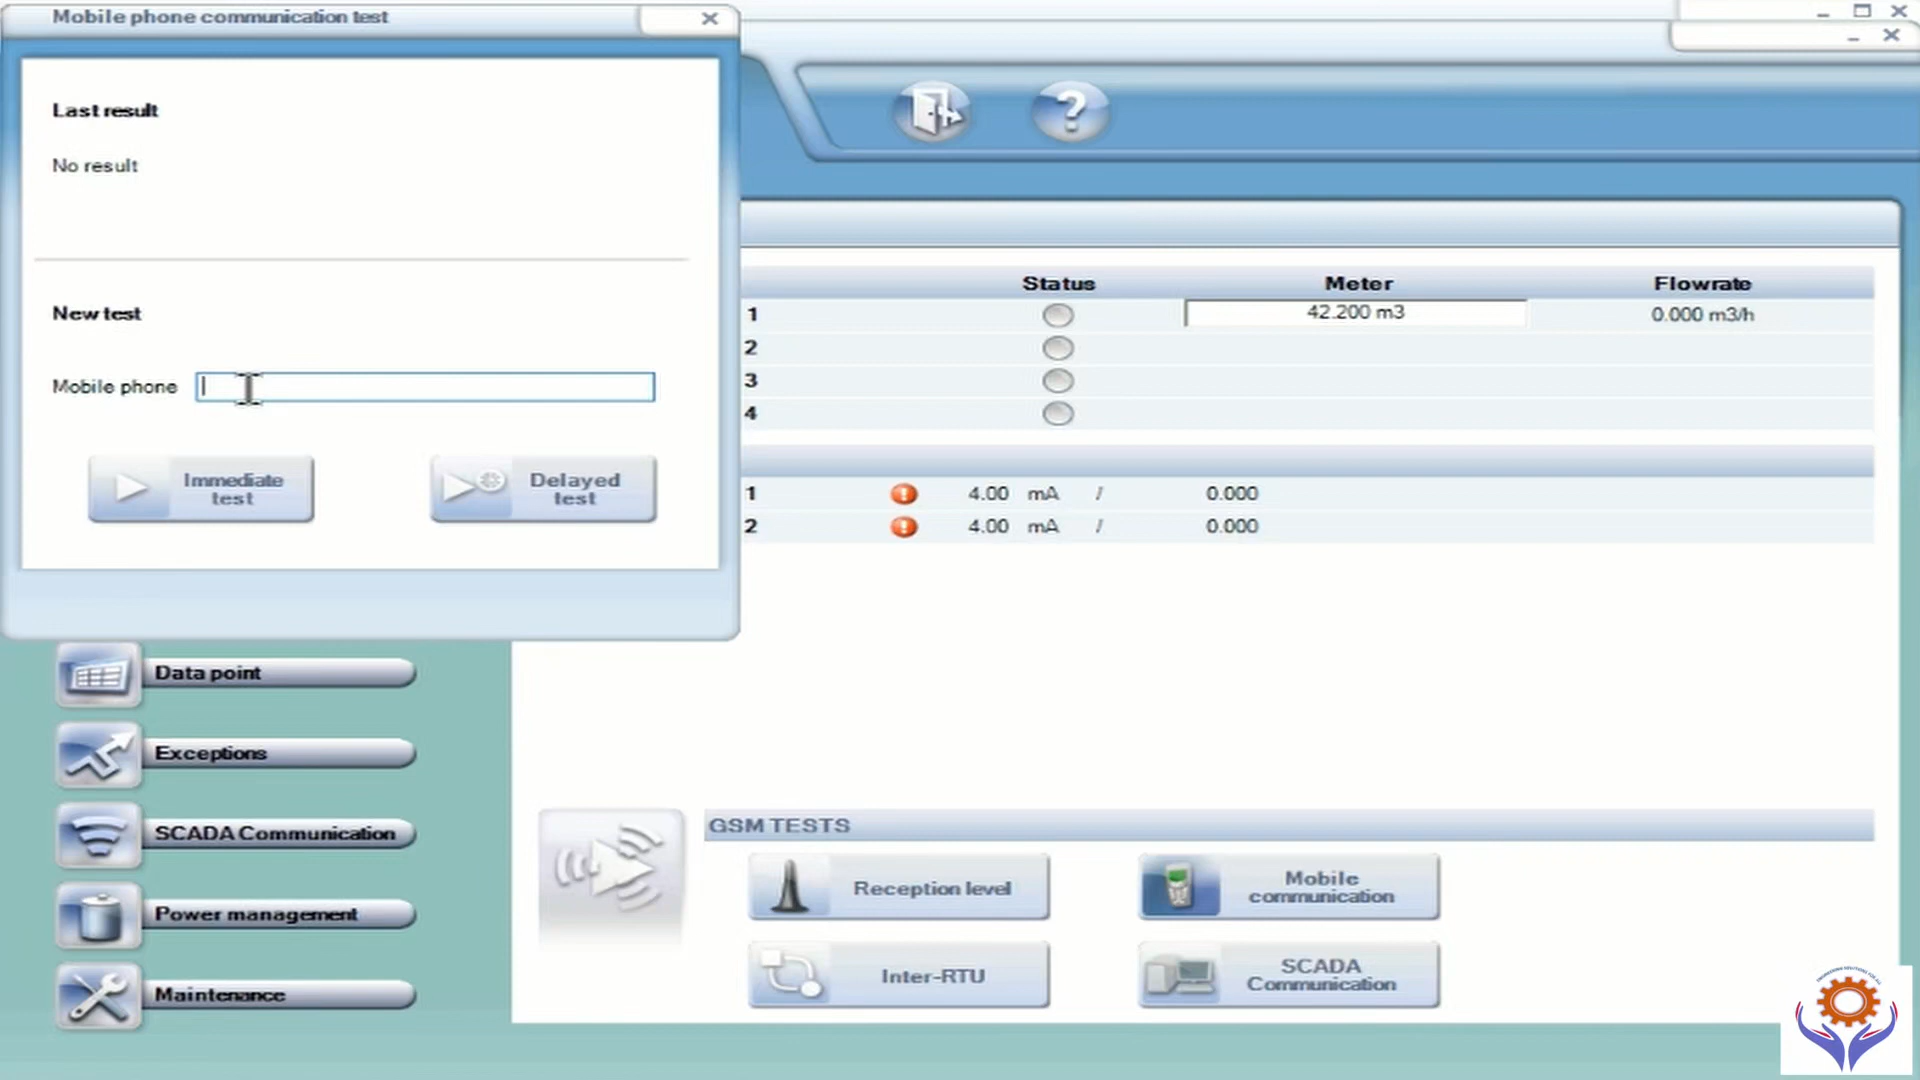 Mobile phone communication test
Last result
No result
New test
Mobile phone
Immediate
test
Delayed
test
Status Meter Flowrate
1 42.200 m3 0.000 m3/h
2
3
4
1 4.00 mA / 0.000
2 4.00 mA / 0.000
Data point
Exceptions
SCADA Communication
Power management
Maintenance
GSM TESTS
Reception level
Mobile
communication
Inter-RTU
SCADA
Communication